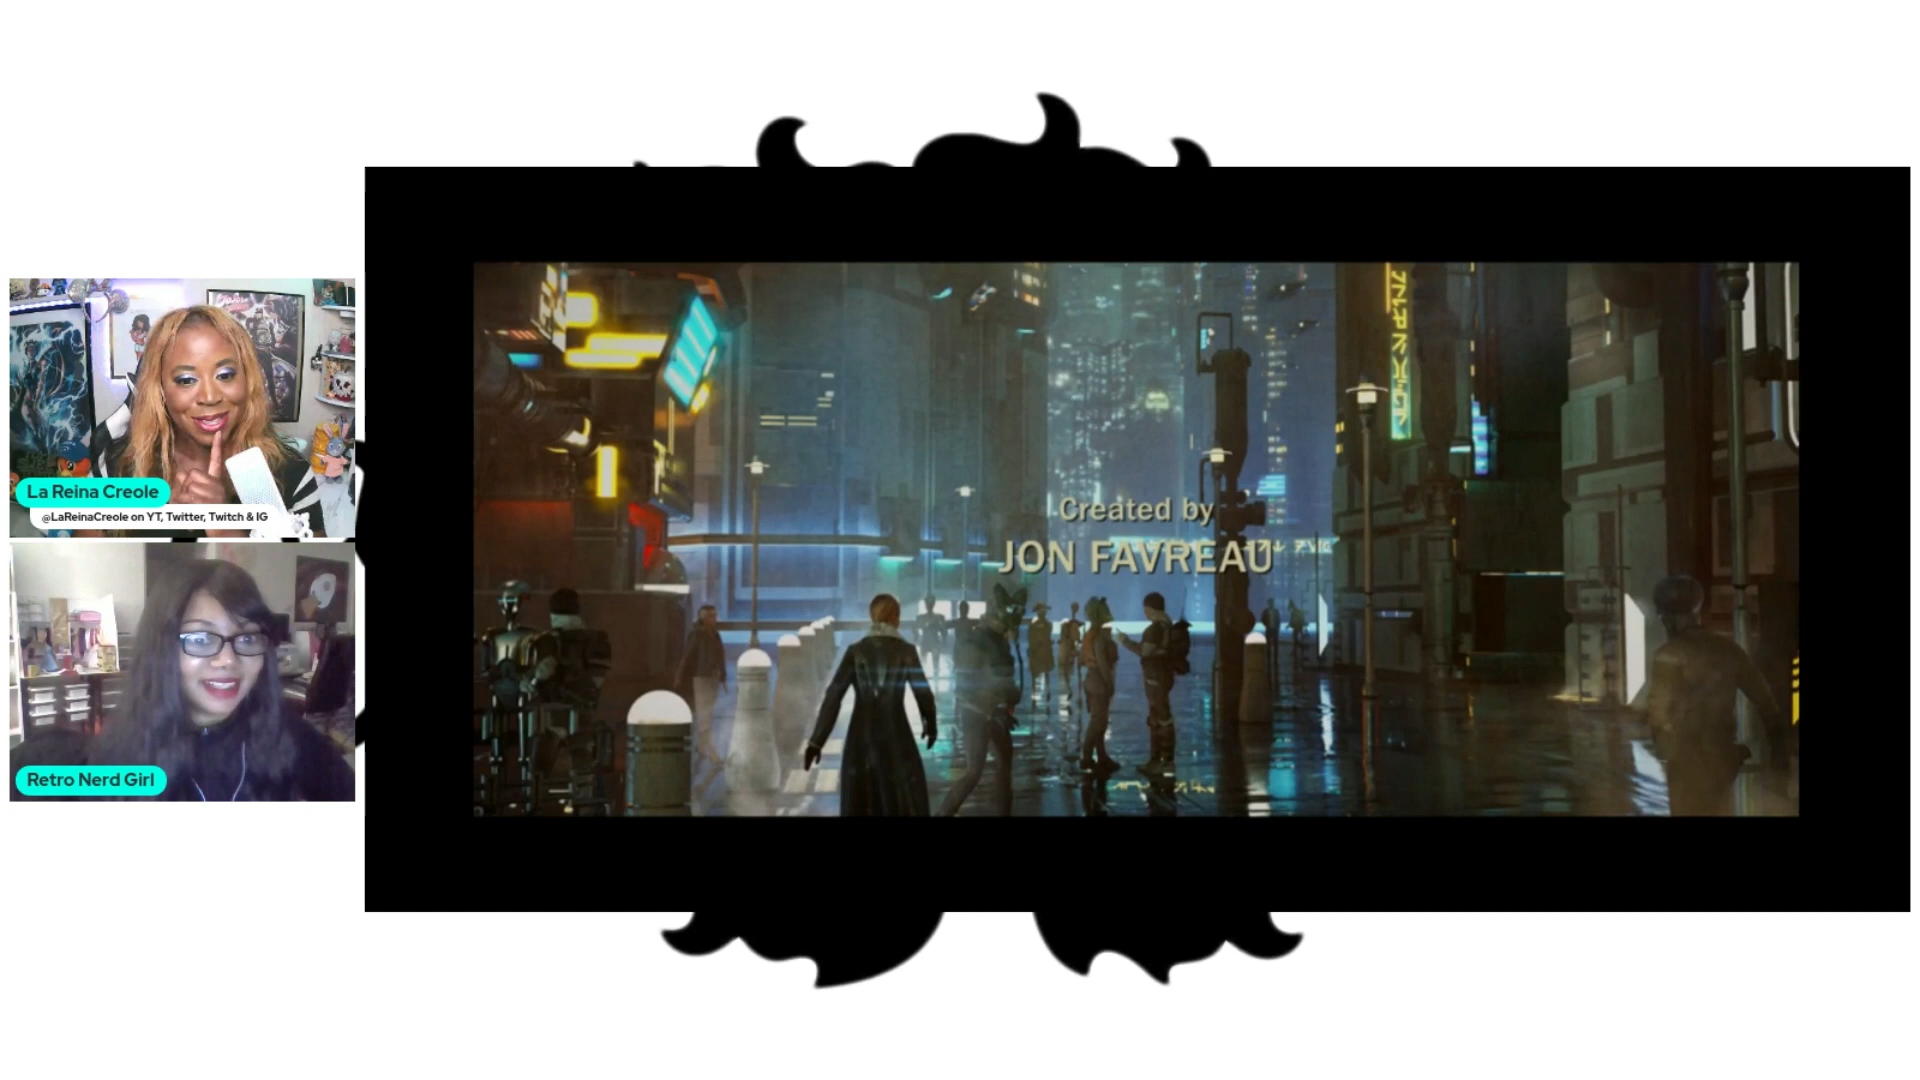 La Reina Creole
@LaReinaCreole on YT, Twitter, Twitch & IG
Retro Nerd Girl
Created by
JON FAVREAU